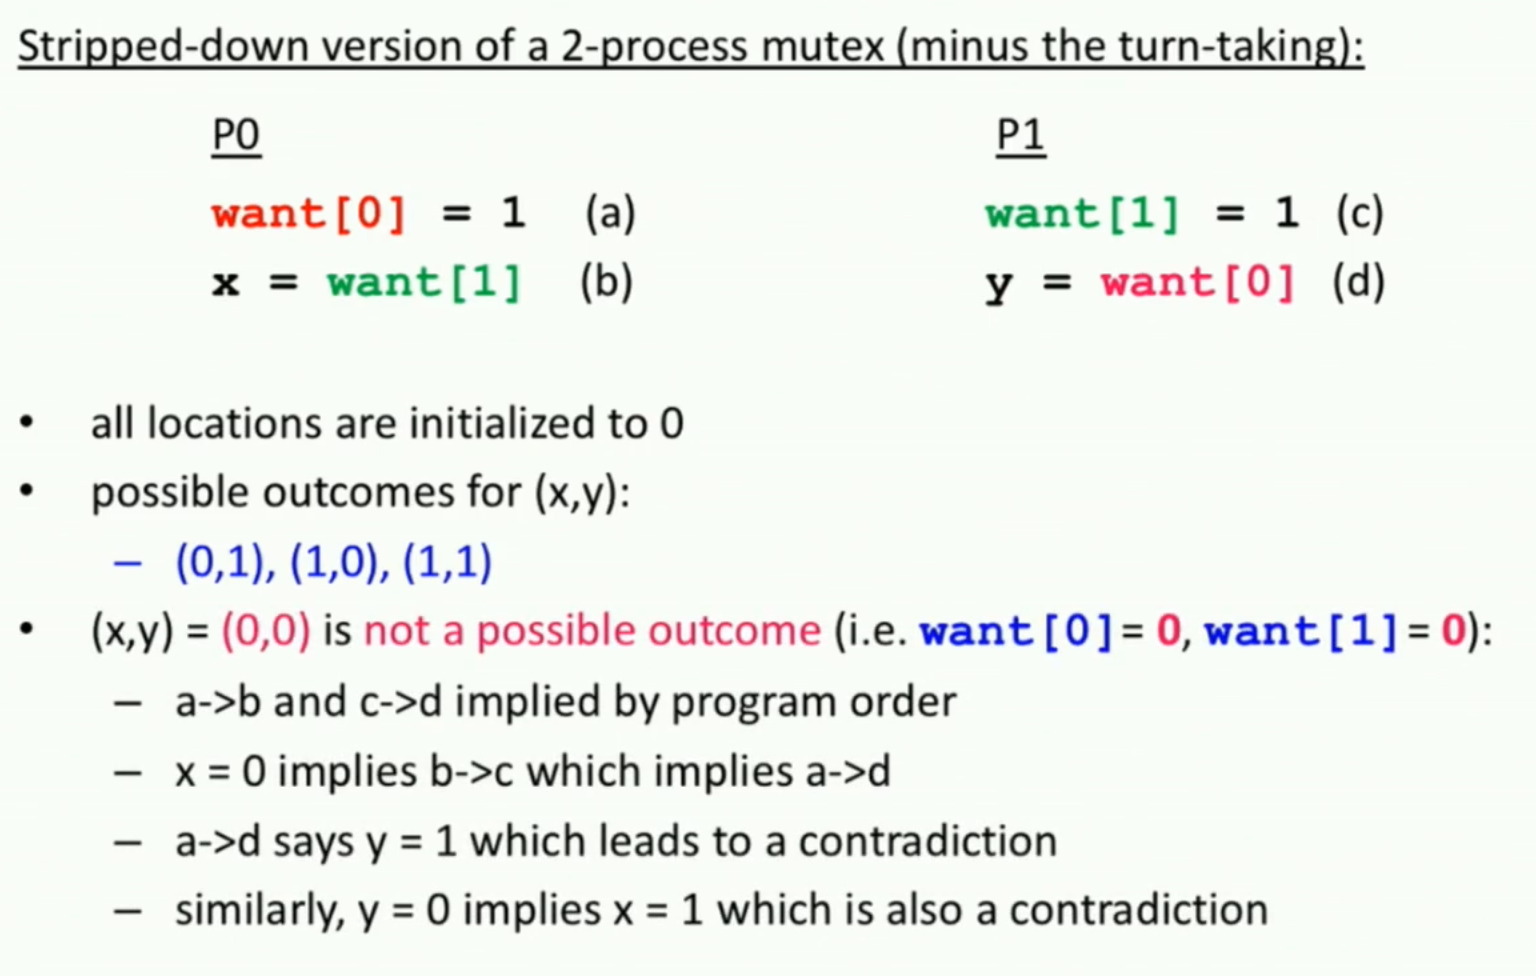 Stripped-down version of a 2-process mutex (minus the turn-taking):
P0 P1
want[0] = 1 (a) want[1] = 1 (c)
x = want[1] (b) y = want[0] (d)
• all locations are initialized to 0
• possible outcomes for (x,y):
– (0,1), (1,0), (1,1)
• (x,y) = (0,0) is not a possible outcome (i.e. want[0]= 0, want[1]= 0):
– a->b and c->d implied by program order
– x = 0 implies b->c which implies a->d
– a->d says y = 1 which leads to a contradiction
– similarly, y = 0 implies x = 1 which is also a contradiction